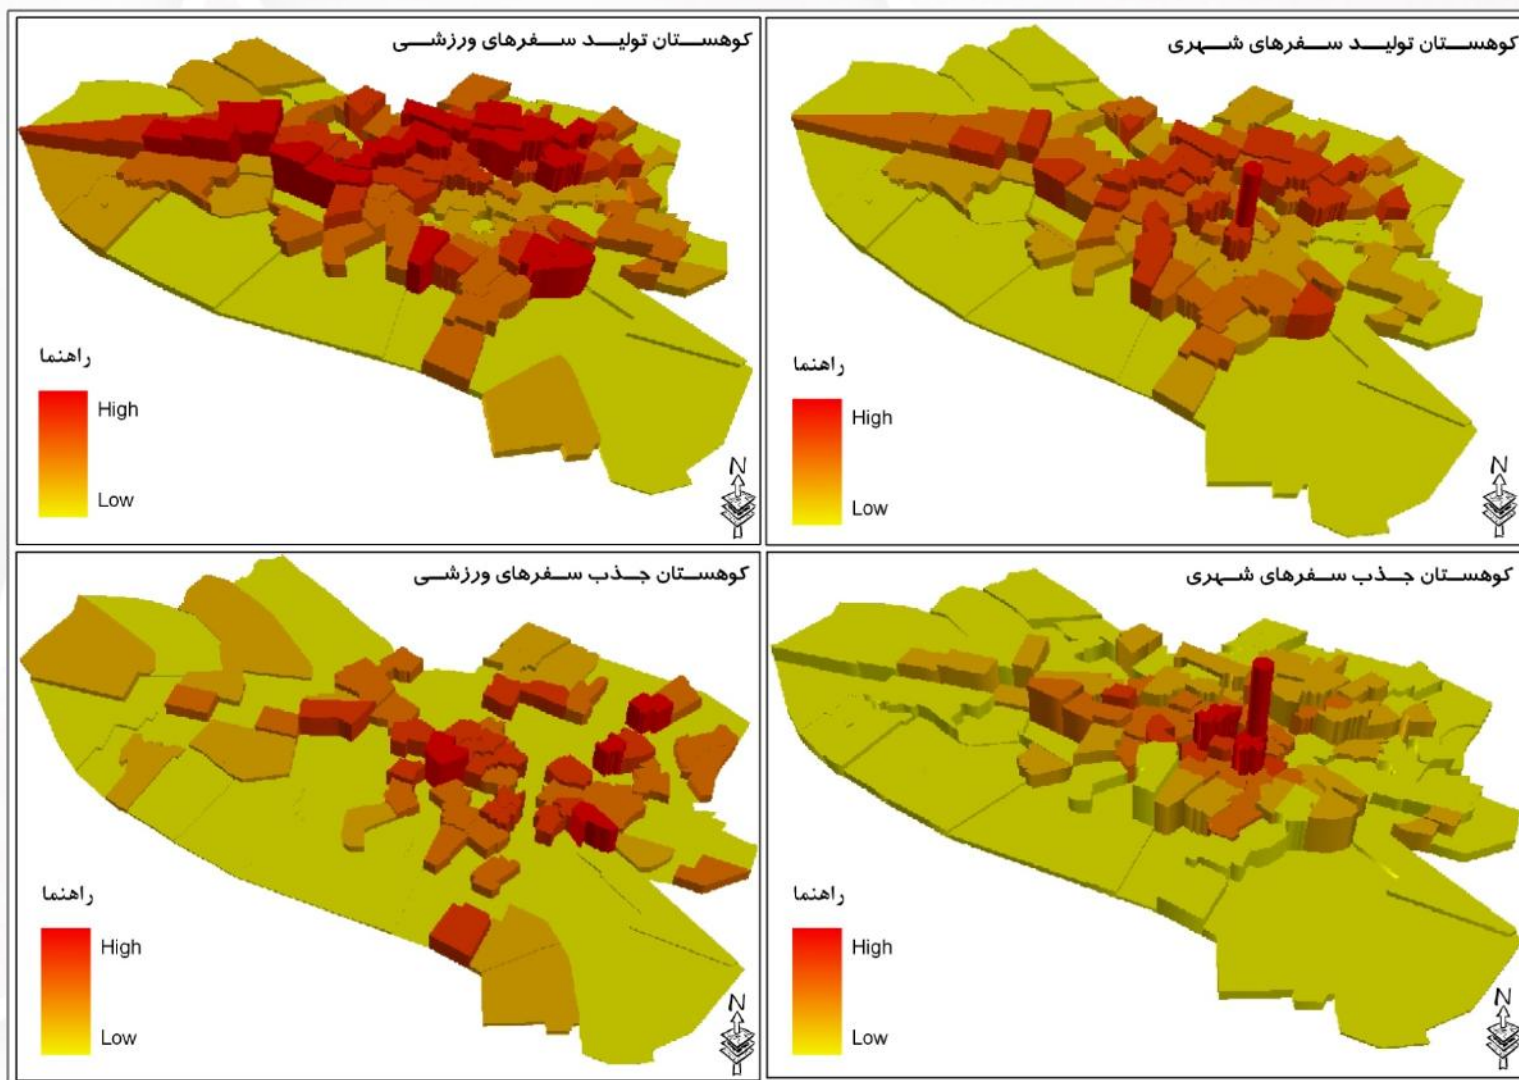 کوهستان تولید سفرهای ورزشی
راهنما
High
Low
N
کوهستان تولید سفرهای شهری
راهنما
High
Low
N
کوهستان جذب سفرهای ورزشی
راهنما
High
Low
N
کوهستان جذب سفرهای شهری
راهنما
High
Low
N